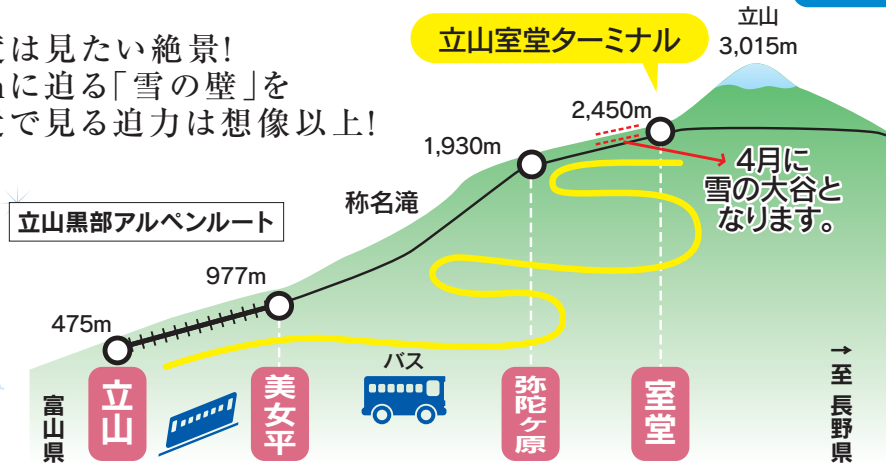 は見たい絶景!
に迫る「雪の壁」を
で見る迫力は想像以上!
立山室堂ターミナル
立山
3,015m
2,450m
1,930m
4月に
雪の大谷と
なります。
称名滝
立山黒部アルペンルート
977m
475m
バス
富山県
立山
美女平
弥陀ヶ原
室堂
→至 長野県